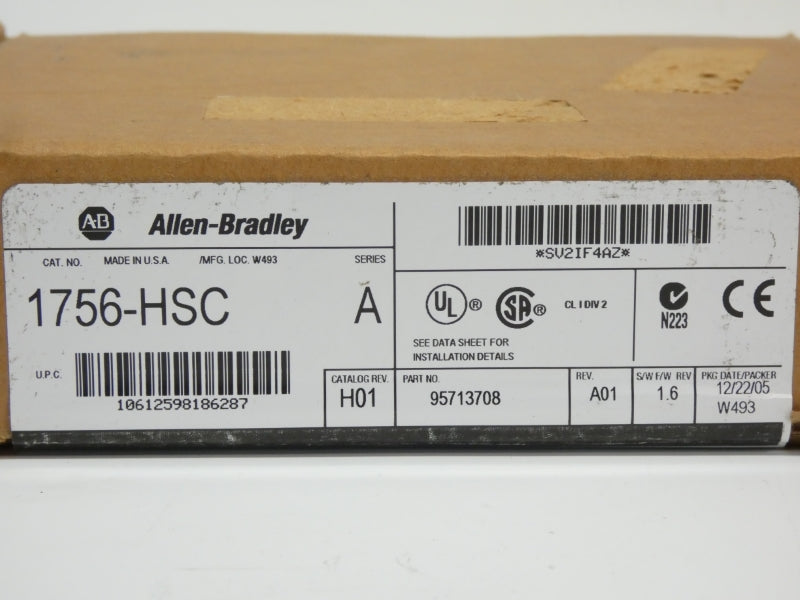 A-B Allen-Bradley
CAT. NO. MADE IN U.S.A. /MFG. LOC. W493 SERIES
1756-HSC A
U.P.C.
10612598186287
*SV2IF4AZ*
UL ® SA ® CL I DIV 2
N223
CE
SEE DATA SHEET FOR
INSTALLATION DETAILS
CATALOG REV.
H01
PART NO.
95713708
REV.
A01
S/W F/W REV
1.6
PKG DATE/PACKER
12/22/05
W493